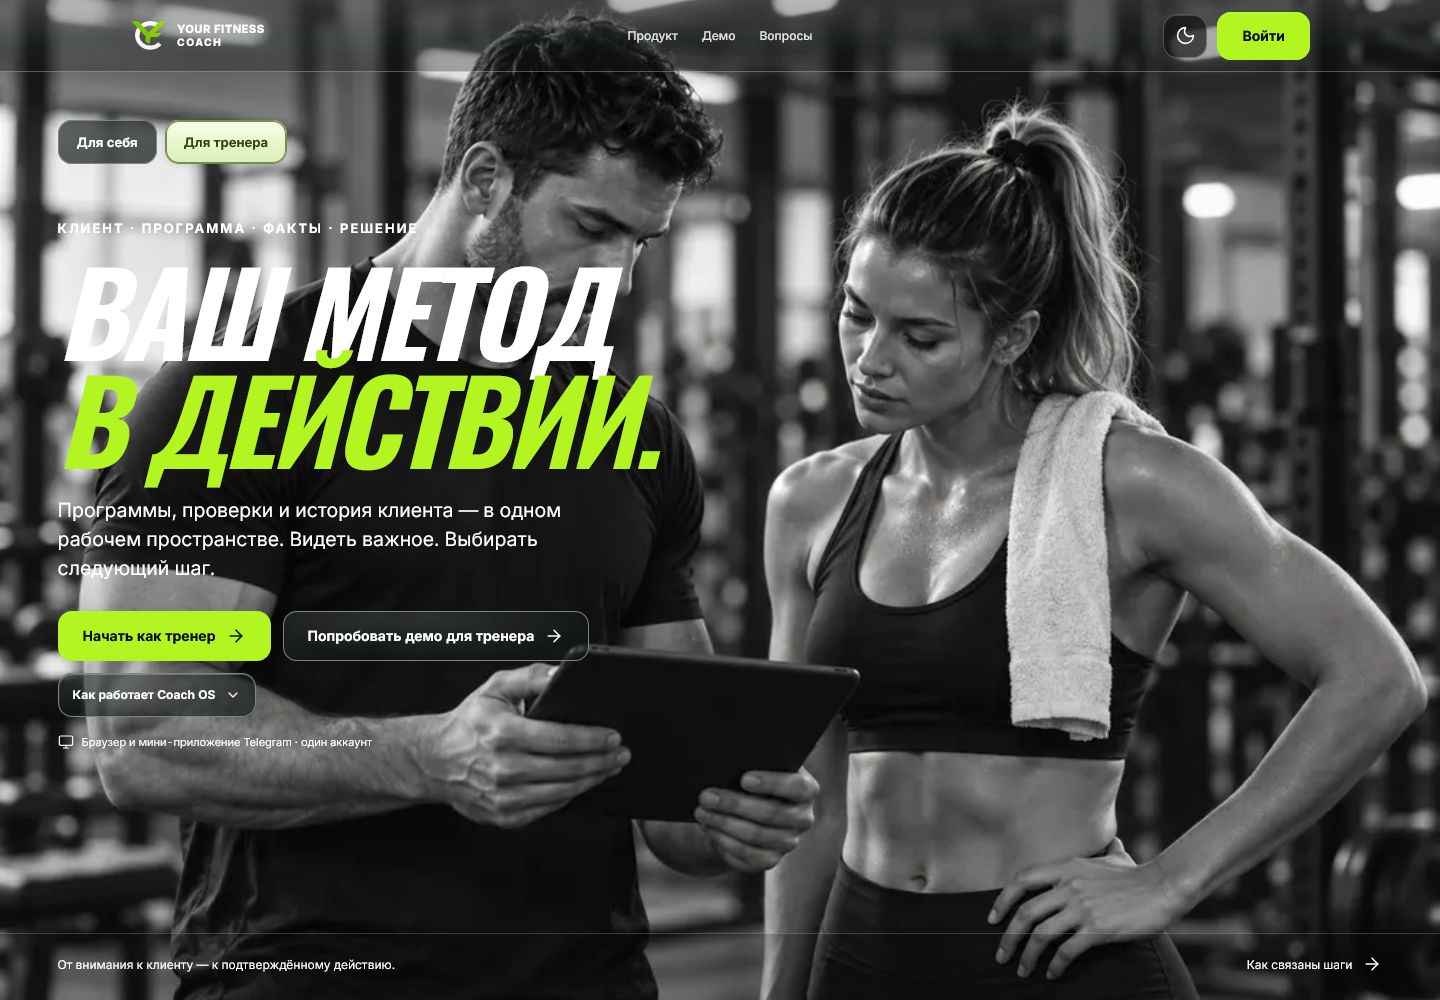 YOUR FITNESS
COACH
Продукт
Демо
Вопросы
Войти
Для себя
Для тренера
КЛИЕНТ · ПРОГРАММА · ФАКТЫ · РЕШЕНИЕ
ВАШ МЕТОД
В ДЕЙСТВИИ.
Программы, проверки и история клиента — в одном
рабочем пространстве. Видеть важное. Выбирать
следующий шаг.
Начать как тренер
Попробовать демо для тренера
Как работает Coach OS
Браузер и мини-приложение Telegram · один аккаунт
От внимания к клиенту — к подтверждённому действию.
Как связаны шаги